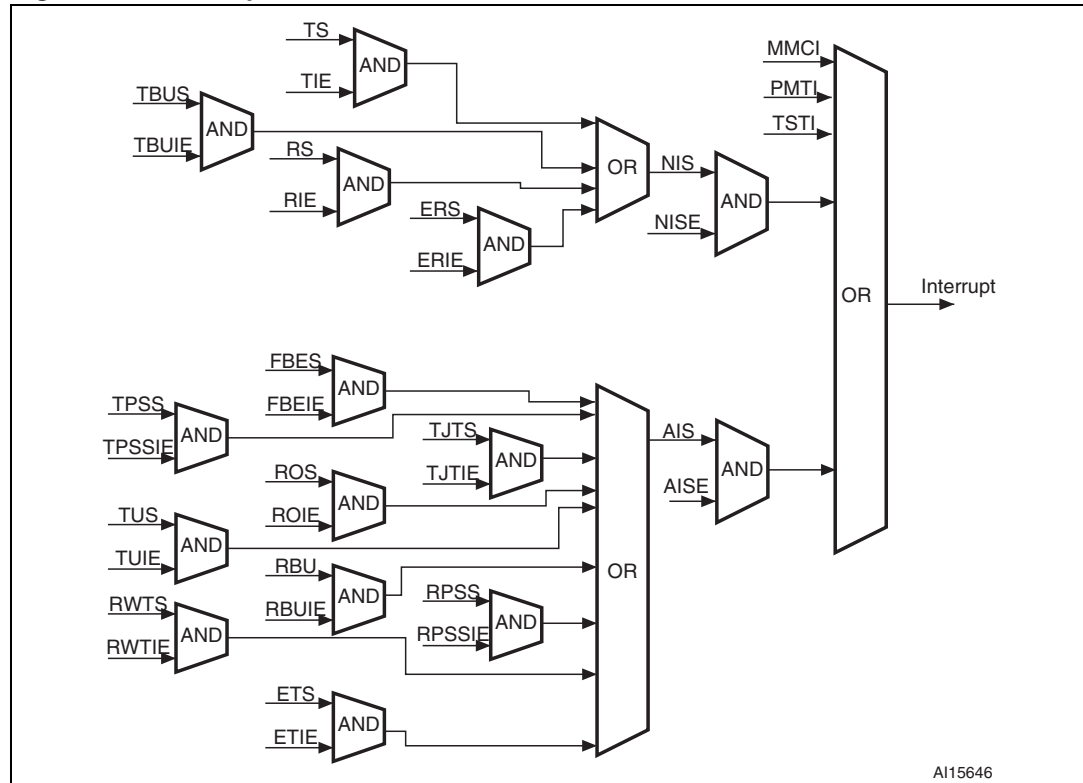 TS
AND
TIE
TBUS
AND
TBUIE
RS
AND
RIE
ERS
AND
ERIE
OR
NIS
AND
NISE
MMCI
PMTI
TSTI
OR
Interrupt
FBES
AND
FBEIE
TPSS
AND
TPSSIE
TJTS
AND
TJTIE
ROS
AND
ROIE
TUS
AND
TUIE
RBU
AND
RBUIE
RPSS
AND
RPSSIE
RWTS
AND
RWTIE
ETS
AND
ETIE
OR
AIS
AND
AISE
AI15646